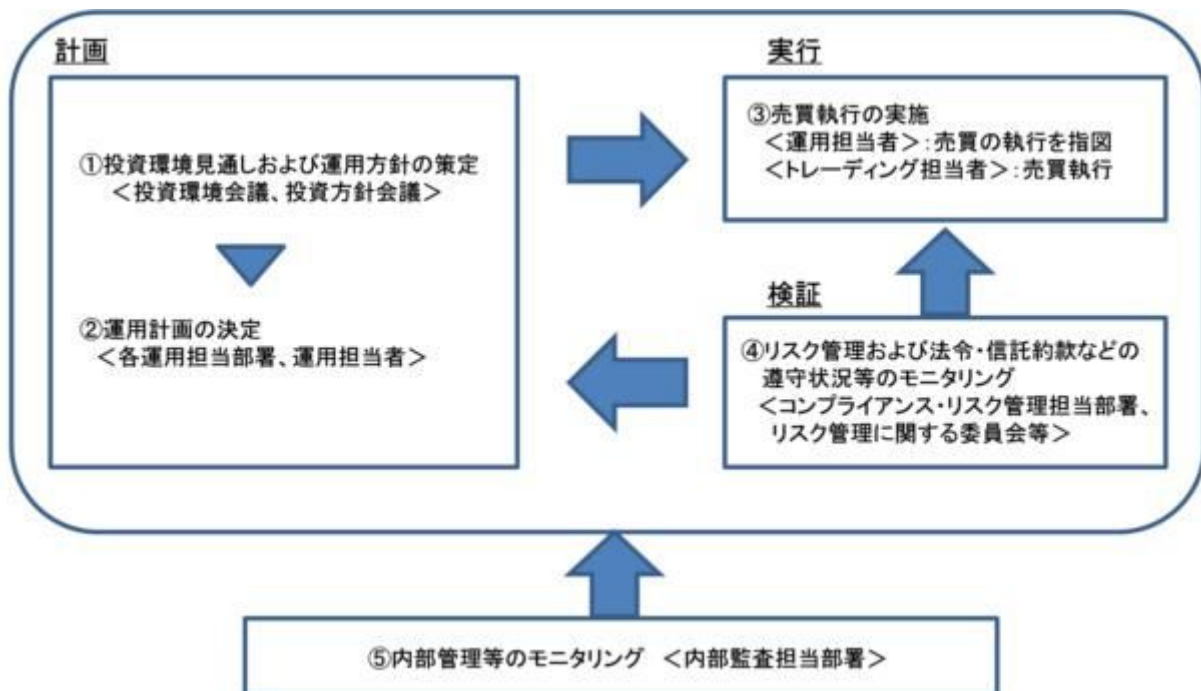 計画
①投資環境見通しおよび運用方針の策定
＜投資環境会議、投資方針会議＞
②運用計画の決定
＜各運用担当部署、運用担当者＞
実行
③売買執行の実施
＜運用担当者＞：売買の執行を指図
＜トレーディング担当者＞：売買執行
検証
④リスク管理および法令・信託約款などの
遵守状況等のモニタリング
＜コンプライアンス・リスク管理担当部署、
リスク管理に関する委員会等＞
⑤内部管理等のモニタリング　＜内部監査担当部署＞